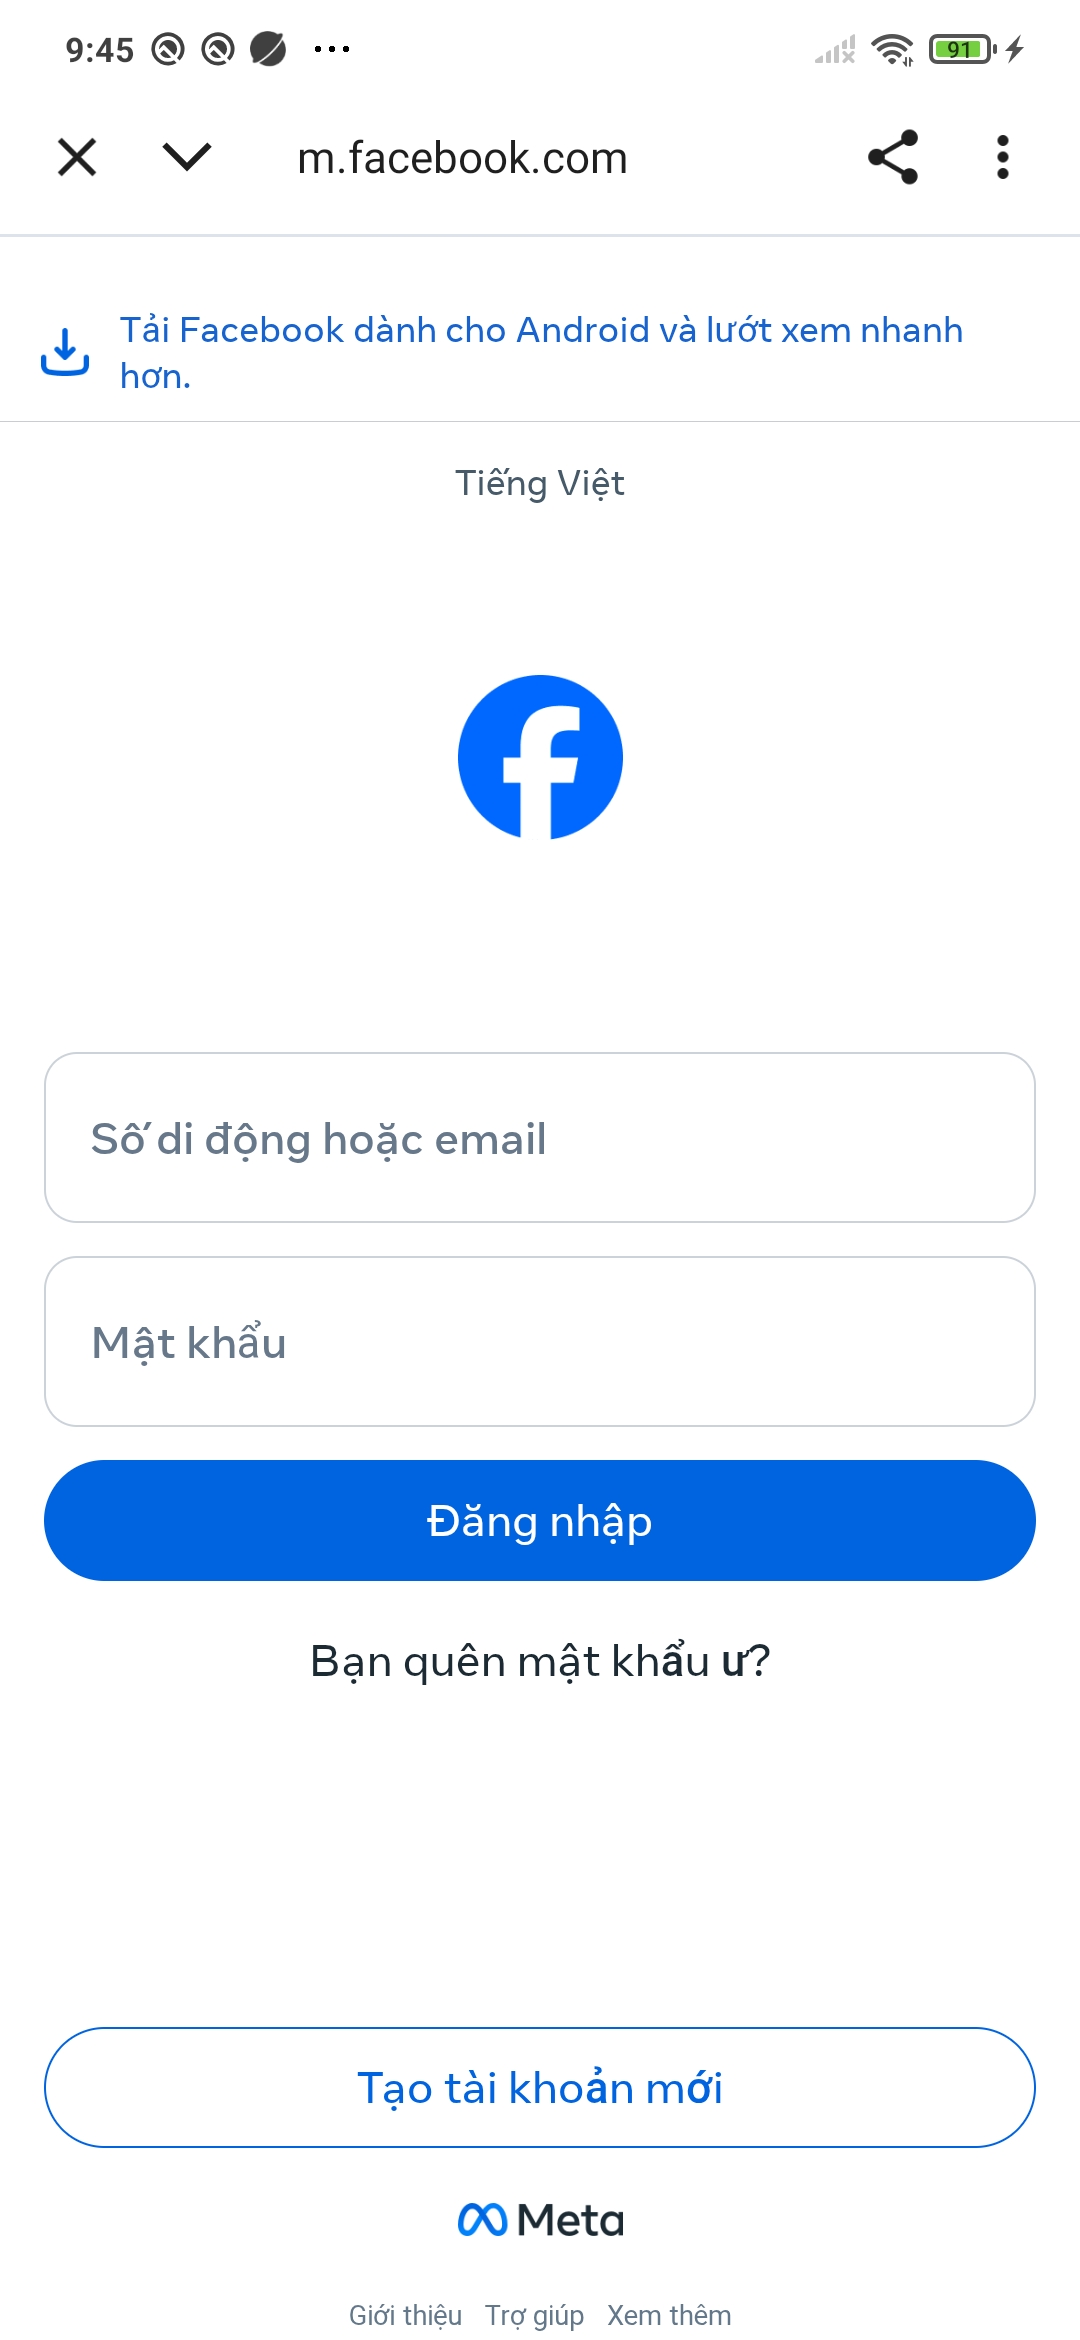 9:45
91
m.facebook.com
Tải Facebook dành cho Android và lướt xem nhanh
hơn.
Tiếng Việt
Số di động hoặc email
Mật khẩu
Đăng nhập
Bạn quên mật khẩu ư?
Tạo tài khoản mới
Meta
Giới thiệu Trợ giúp Xem thêm